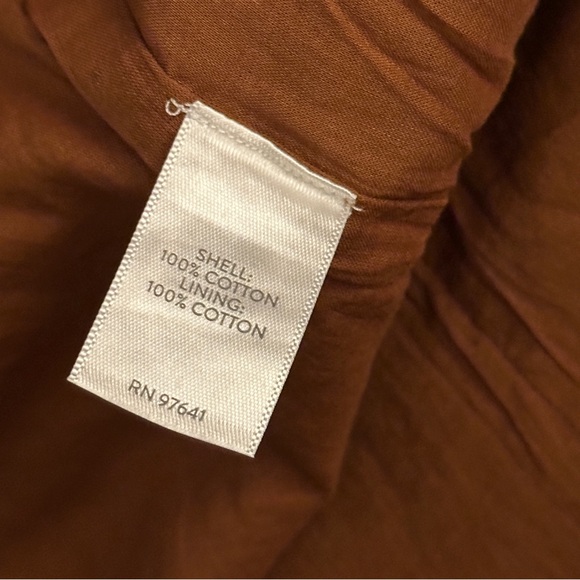 SHELL:
100% COTTON
LINING:
100% COTTON
RN 97641